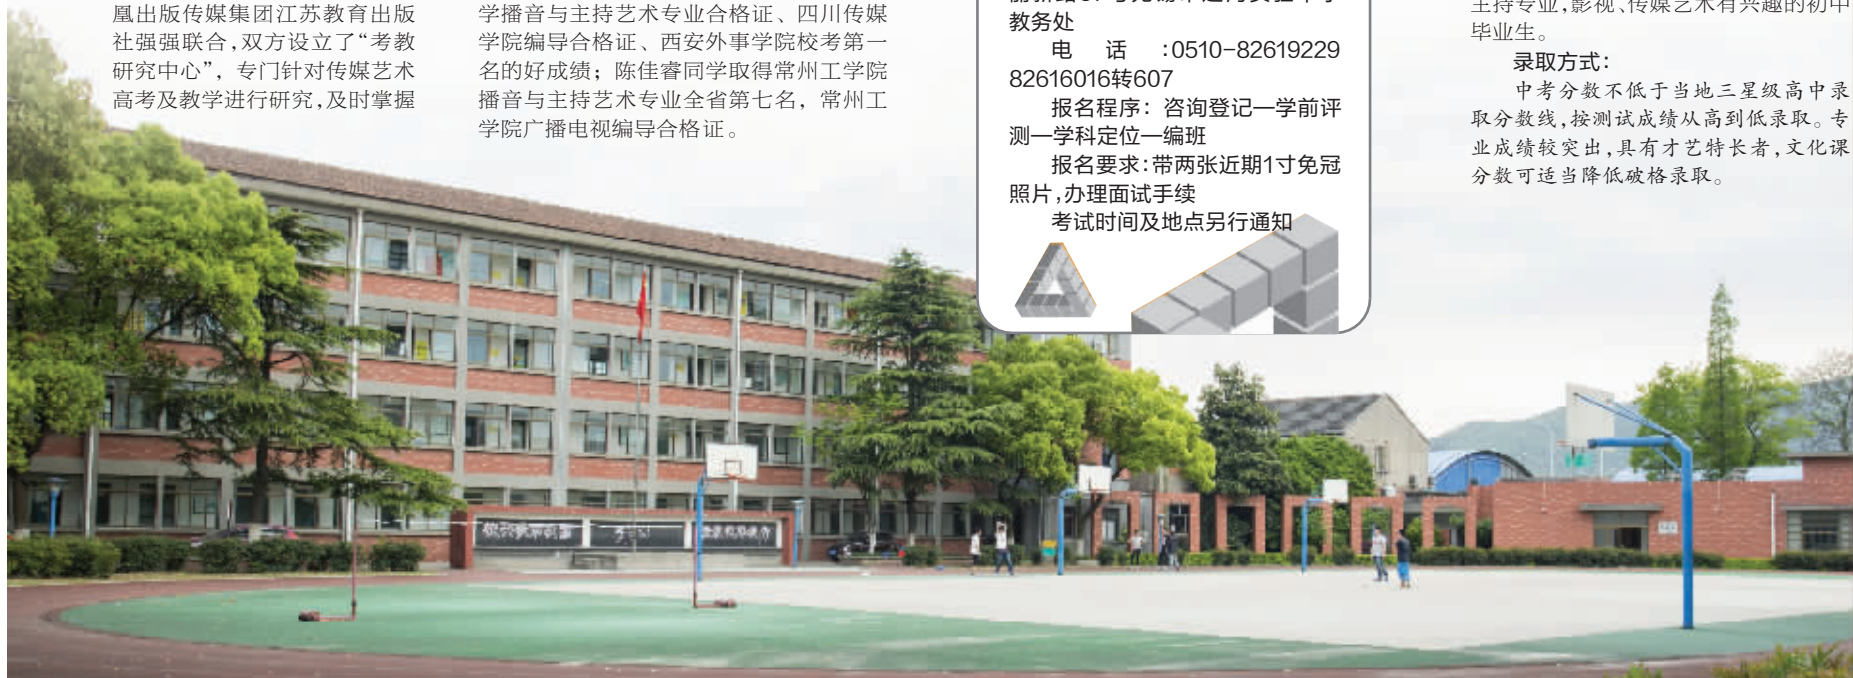 凰出版传媒集团江苏教育出版
社强强联合,双方设立了“考教
研究中心”，专门针对传媒艺术
高考及教学进行研究,及时掌握
学播音与主持艺术专业合格证、四川传媒
学院编导合格证、西安外事学院校考第一
名的好成绩；陈佳睿同学取得常州工学院
播音与主持艺术专业全省第七名，常州工
学院广播电视编导合格证。
教务处
电 话 :0510-82619229
82616016转607
报名程序：咨询登记—学前评
测—学科定位—编班
报名要求:带两张近期1寸免冠
照片,办理面试手续
考试时间及地点另行通知
主持专业,影视、传媒艺术有兴趣的初中
毕业生。
录取方式：
中考分数不低于当地三星级高中录
取分数线,按测试成绩从高到低录取。专
业成绩较突出,具有才艺特长者,文化课
分数可适当降低破格录取。